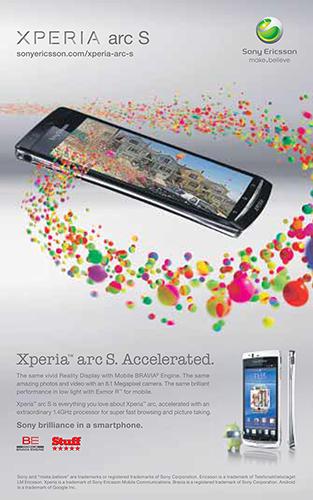 XPERIA arc S
sonyericsson.com/xperia-arc-s
Sony Ericsson
make.believe
XPERIA
Xperia™ arc S. Accelerated.
The same vivid Reality Display with Mobile BRAVIA® Engine. The same
amazing photos and video with an 8.1 Megapixel camera. The same brilliant
performance in low light with Exmor R™ for mobile.
Xperia™ arc S is everything you love about Xperia™ arc, accelerated with an
extraordinary 1.4GHz processor for super fast browsing and picture taking.
Sony brilliance in a smartphone.
BE
Stuff
★★★★★
Sony and "make.believe" are trademarks or registered trademarks of Sony Corporation. Ericsson is a trademark of Telefonaktiebolaget
LM Ericsson. Xperia is a trademark of Sony Ericsson Mobile Communications. Bravia is a registered trademark of Sony Corporation. Android
is a trademark of Google Inc.